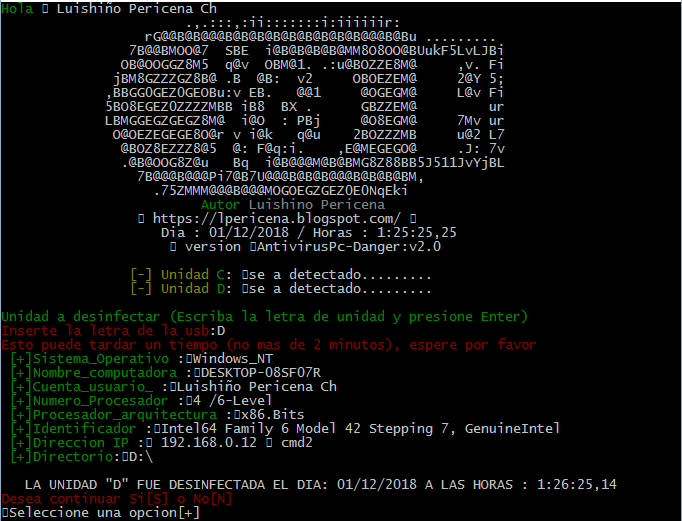 Hola ▯ Luishiño Pericena Ch
.,.:::,:ii:::::::i:iiiiiir:
rG@@B@B@B@B@B@B@B@B@B@B@B@B@B@Bu .........
7B@@BMOO@7  SBE  i@B@B@B@B@MM8O8OO@BUukF5LvLJBi
OB@OOGGZ8M5  q@v  OBM@1. .:u@BOZZE8M@     ,v. Fi
jBM8GZZZGZ8B@ .B  @B:  v2     OBOEZEM@     2@Y 5;
,BBGGOGEZ0GEOBu:v EB.   @@1     @OGEGM@     L@v Fi
5BO8EGEZ0ZZZZMBB iB8  BX .      GBZZEM@        ur
LBMGGEGZGEGZ8M@  i@O  : PBj     @O8EGM@     7Mv ur
O@OEZEGEGE8O@r v i@k   q@u    2BOZZZMB     u@2 L7
@BOZ8EZZZ8@5  @: F@q:i.    ,E@MEGEGO@     .J: 7v
.@B@OOG8Z@u   Bq  i@B@@@M@B@BMG8Z88BB5J511JvYjBL
7B@@@B@@@Pi7@B7U@@@B@B@B@@@B@B@B@BM,
.75ZMMM@@@B@@@MOGOEGZGEZ0E0NqEki
Autor Luishino Pericena
▯ https://lpericena.blogspot.com/ ▯
Dia : 01/12/2018 / Horas : 1:25:25,25
▯ version ▯AntivirusPc-Danger:v2.0
[-] Unidad C: ▯se a detectado.........
[-] Unidad D: ▯se a detectado.........
Unidad a desinfectar (Escriba la letra de unidad y presione Enter)
Inserte la letra de la usb:D
Esto puede tardar un tiempo (no mas de 2 minutos), espere por favor
[+]Sistema_Operativo :▯Windows_NT
[+]Nombre_computadora :▯DESKTOP-08SF07R
[+]Cuenta_usuario_ :▯Luishiño Pericena Ch
[+]Numero_Procesador :▯4 /6-Level
[+]Procesador_arquitectura :▯x86.Bits
[+]Identificador :▯Intel64 Family 6 Model 42 Stepping 7, GenuineIntel
[+]Direccion IP :▯ 192.168.0.12 ▯ cmd2
[+]Directorio:▯D:\
LA UNIDAD "D" FUE DESINFECTADA EL DIA: 01/12/2018 A LAS HORAS : 1:26:25,14
Desea continuar Si[S] o No[N]
▯Seleccione una opcion[+]